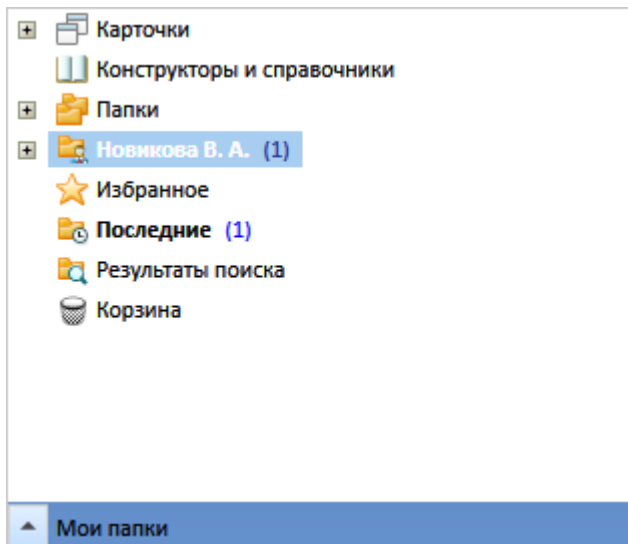 Карточки
Конструкторы и справочники
Папки
Новикова В. А. (1)
Избранное
Последние (1)
Результаты поиска
Корзина
Мои папки